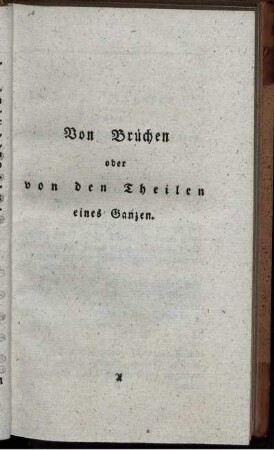 Von Brüchen
oder
von den Theilen
eines Ganzen.
A